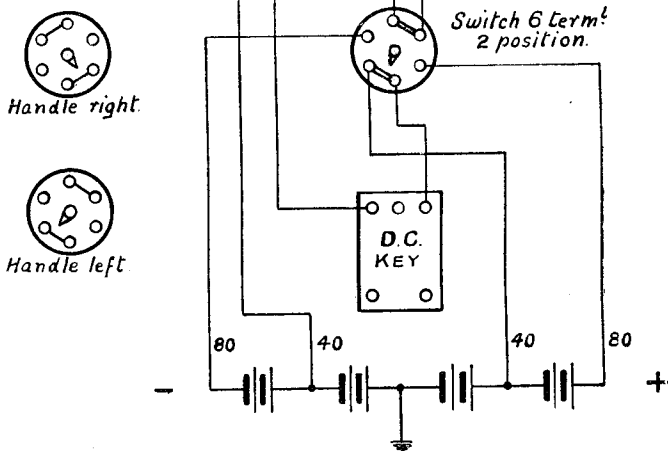 Switch 6 term!
2 position.
Handle right.
D.C.
KEY
Handle left
80
40
40
80
-
+